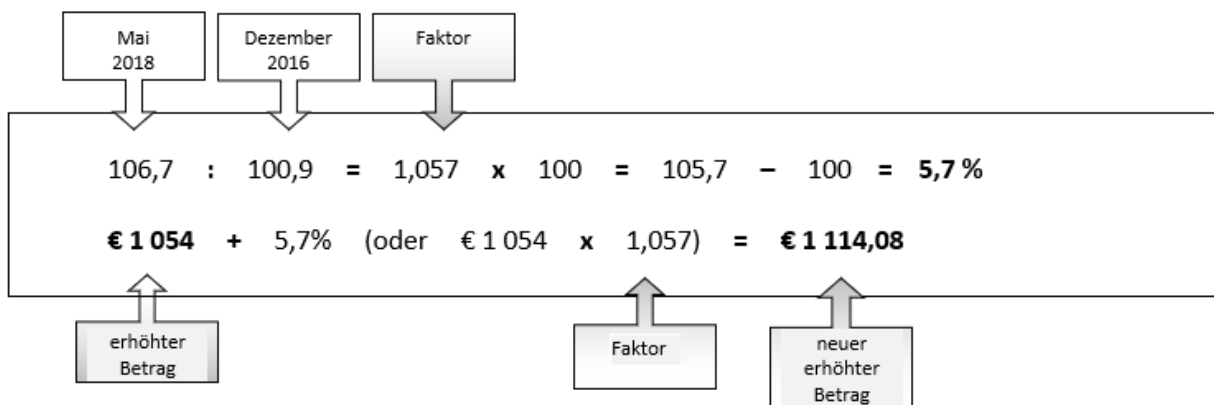 Mai
2018
Dezember
2016
Faktor
106,7 : 100,9 = 1,057 x 100 = 105,7 – 100 = 5,7 %
€ 1 054 + 5,7% (oder € 1 054 x 1,057) = € 1 114,08
erhöhter
Betrag
Faktor
neuer
erhöhter
Betrag